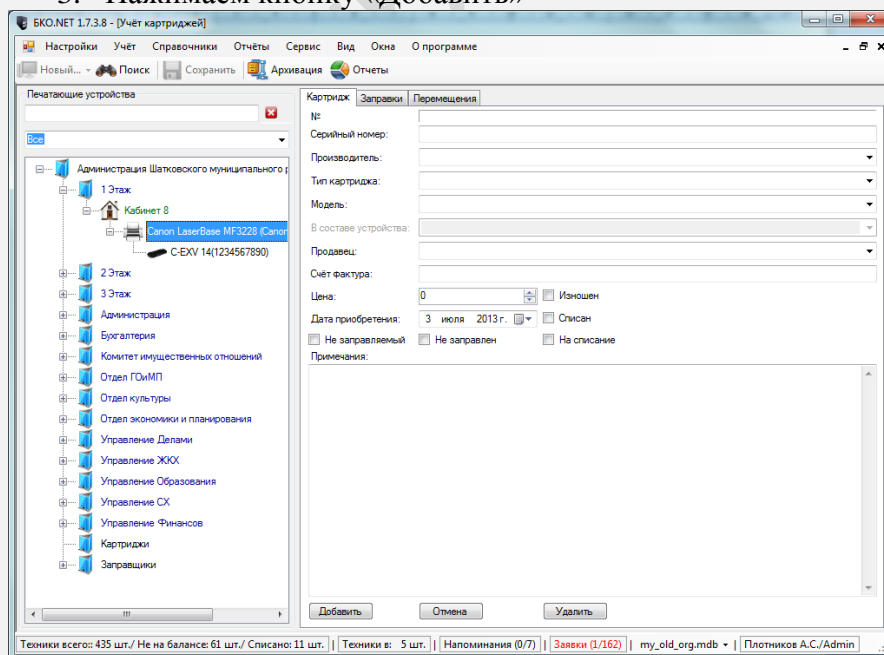 3. Нажимаем кнопку «Добавить»
БКО.NET 1.7.3.8 - [Учёт картриджей]
Настройки Учёт Справочники Отчёты Сервис Вид Окна О программе
Новый... Поиск Сохранить Архивация Отчеты
Печатающие устройства
Все
Администрация Шатковского муниципального р
1 Этаж
Кабинет 8
Canon LaserBase MF3228 (Canon
C-EXV 14(1234567890)
2 Этаж
3 Этаж
Администрация
Бухгалтерия
Комитет имущественных отношений
Отдел ГОиМП
Отдел культуры
Отдел экономики и планирования
Управление Делами
Управление ЖКХ
Управление Образования
Управление СХ
Управление Финансов
Картриджи
Заправщики
Картридж Заправки Перемещения
№
Серийный номер:
Производитель:
Тип картриджа:
Модель:
В составе устройства:
Продавец:
Счёт фактура:
Цена: 0 Изношен
Дата приобретения: 3 июля 2013 г. Списан
Не заправляемый Не заправлен На списание
Примечания:
Добавить Отмена Удалить
Техники всего:: 435 шт./ Не на балансе: 61 шт./ Списано: 11 шт. | Техники в: 5 шт. | Напоминания (0/7) | Заявки (1/162) | my_old_org.mdb | Плотников А.С./Admin